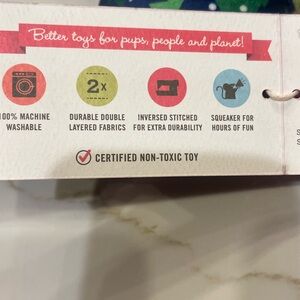 Better toys for pups, people and planet!
2x
100% MACHINE
WASHABLE
DURABLE DOUBLE
LAYERED FABRICS
INVERSED STITCHED
FOR EXTRA DURABILITY
SQUEAKER FOR
HOURS OF FUN
CERTIFIED NON-TOXIC TOY